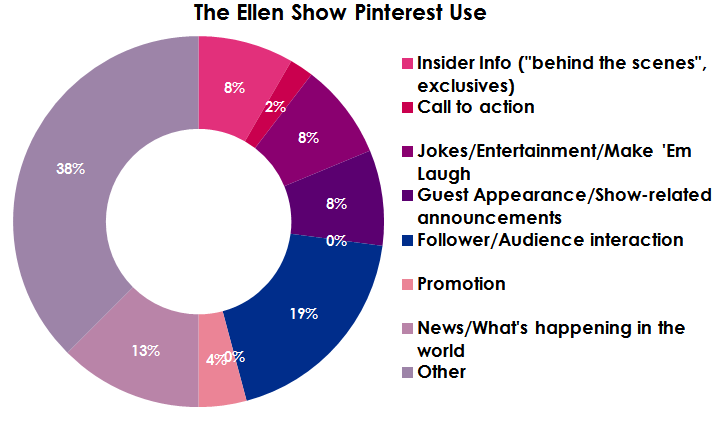 The Ellen Show Pinterest Use
8%
2%
8%
8%
0%
19%
0%
4%
13%
38%
Insider Info ("behind the scenes",
exclusives)
Call to action
Jokes/Entertainment/Make 'Em
Laugh
Guest Appearance/Show-related
announcements
Follower/Audience interaction
Promotion
News/What's happening in the
world
Other